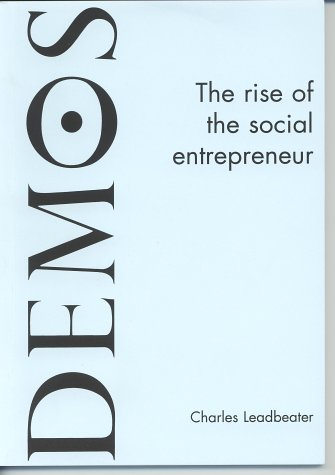 DEMOS
The rise of
the social
entrepreneur
Charles Leadbeater